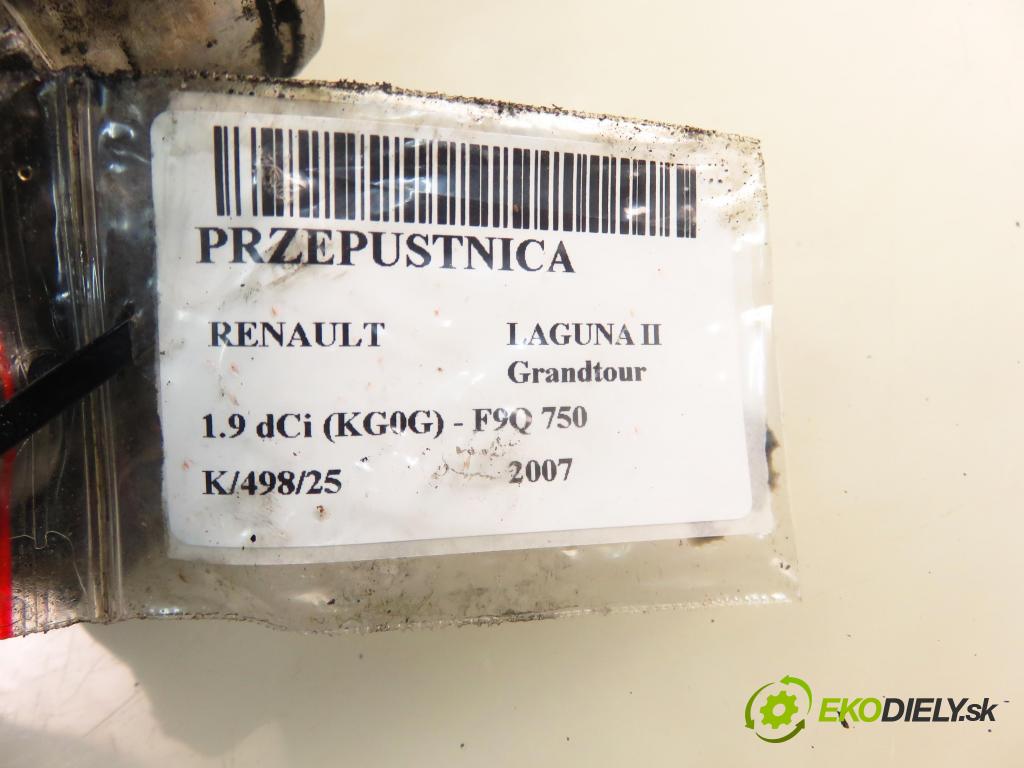 PRZEPUSTNICA
RENAULT LAGUNA II
Grandtour
1.9 dCi (KG0G) - F9Q 750
K/498/25 2007
EKODIELY.sk